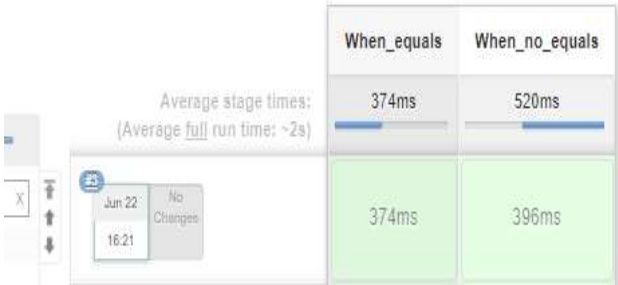 When_equals When_no_equals
Average stage times: 374ms 520ms
(Average full run time: ~2s)
#3
Jun 22 No
Changes
16:21
374ms 396ms
X